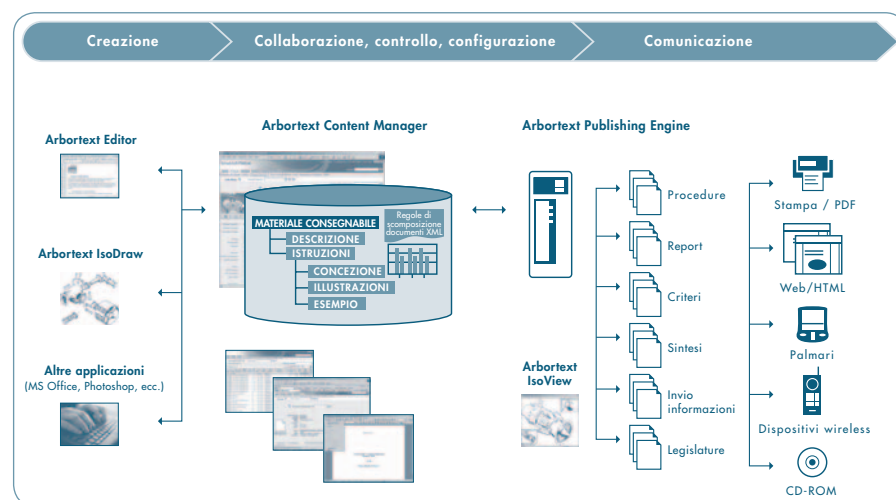 Creazione
Collaborazione, controllo, configurazione
Comunicazione
Arbortext Editor
Arbortext IsoDraw
Altre applicazioni
(MS Office, Photoshop, ecc.)
Arbortext Content Manager
MATERIALE CONSEGNABILE
DESCRIZIONE
ISTRUZIONI
CONCEZIONE
ILLUSTRAZIONI
ESEMPIO
Regole di
scomposizione
documenti XML
Arbortext Publishing Engine
Arbortext
IsoView
Procedure
Report
Criteri
Sintesi
Invio
informazioni
Legislature
Stampa / PDF
Web/HTML
Palmari
Dispositivi wireless
CD-ROM